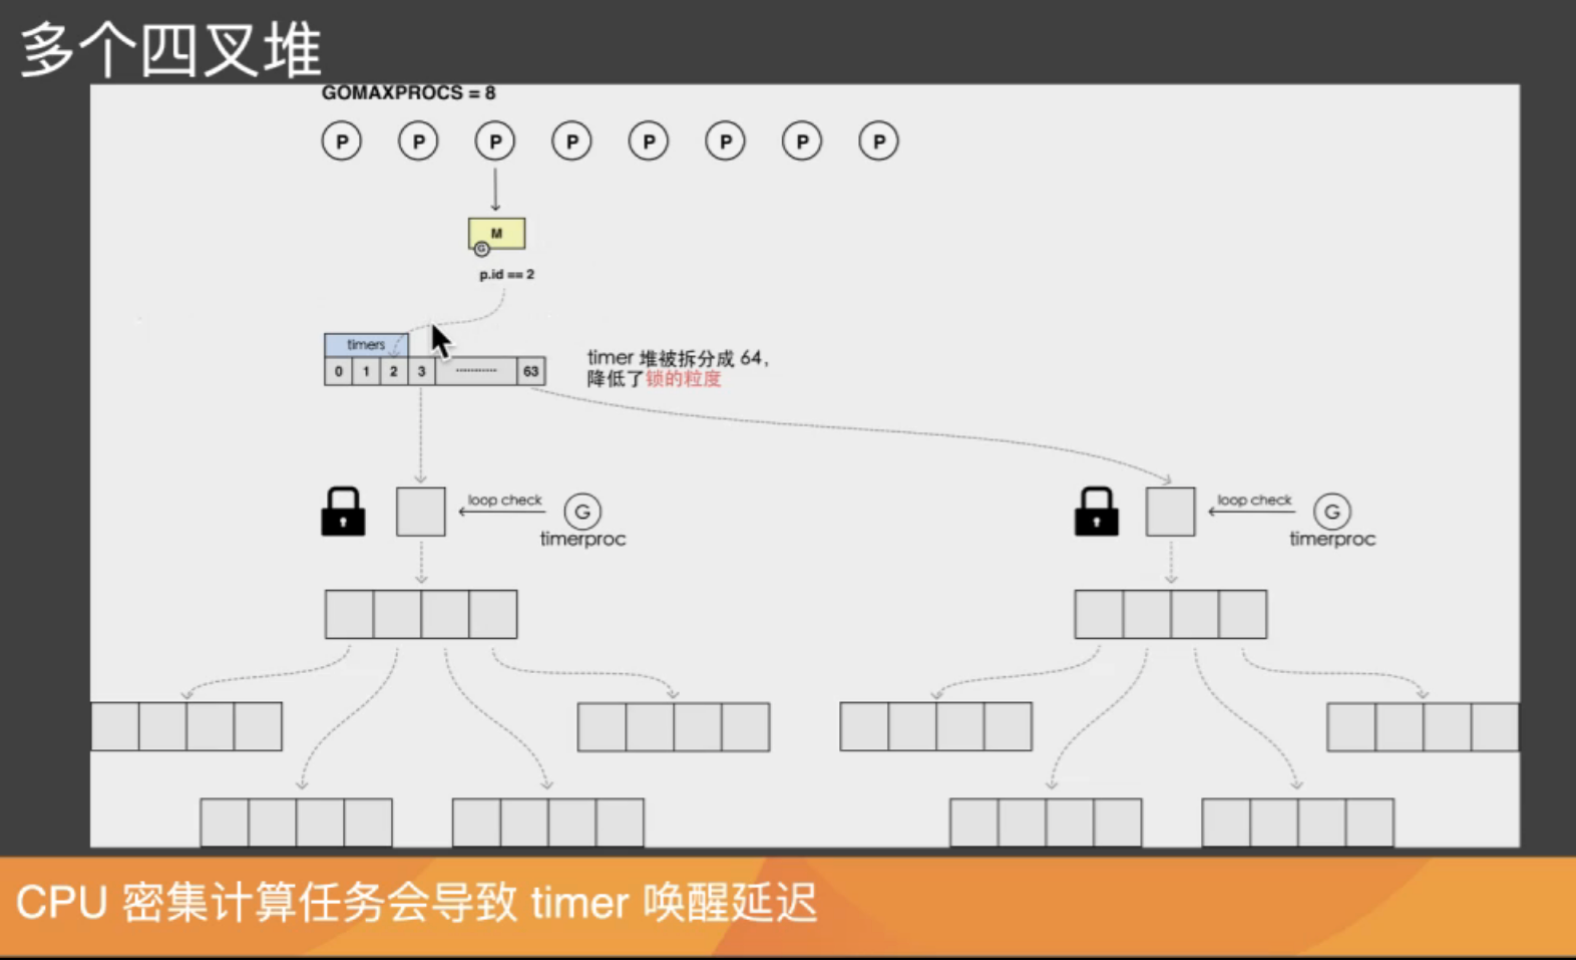 多个四叉堆
GOMAXPROCS = 8
P P P P P P P P
M
G
p.id == 2
timers
0 1 2 3 ............ 63
timer 堆被拆分成 64，
降低了锁的粒度
loop check G
timerproc
loop check G
timerproc
CPU 密集计算任务会导致 timer 唤醒延迟